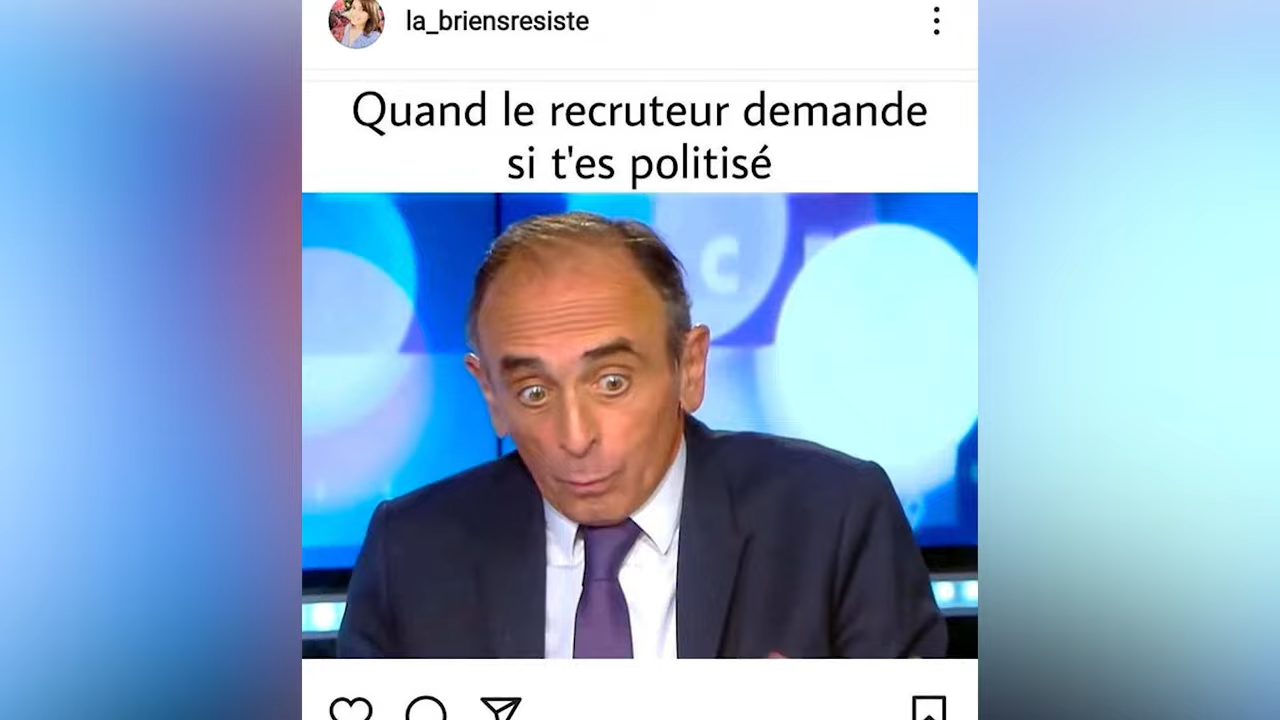 la_briensresiste
Quand le recruteur demande
si t'es politisé
C